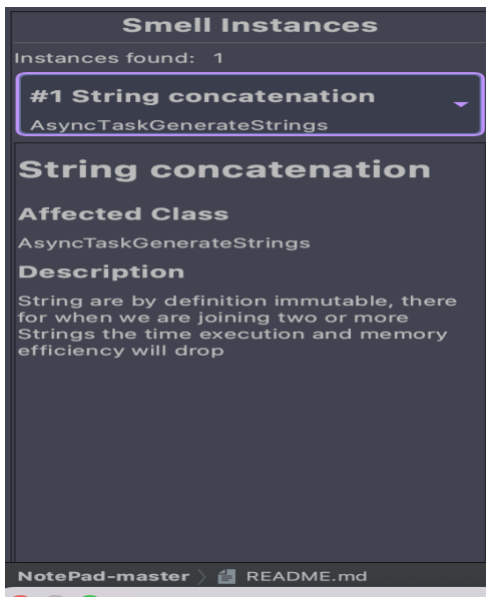 Smell Instances
Instances found: 1
#1 String concatenation
AsyncTaskGenerateStrings
String concatenation
Affected Class
AsyncTaskGenerateStrings
Description
String are by definition immutable, there
for when we are joining two or more
Strings the time execution and memory
efficiency will drop
NotePad-master 〉 README.md